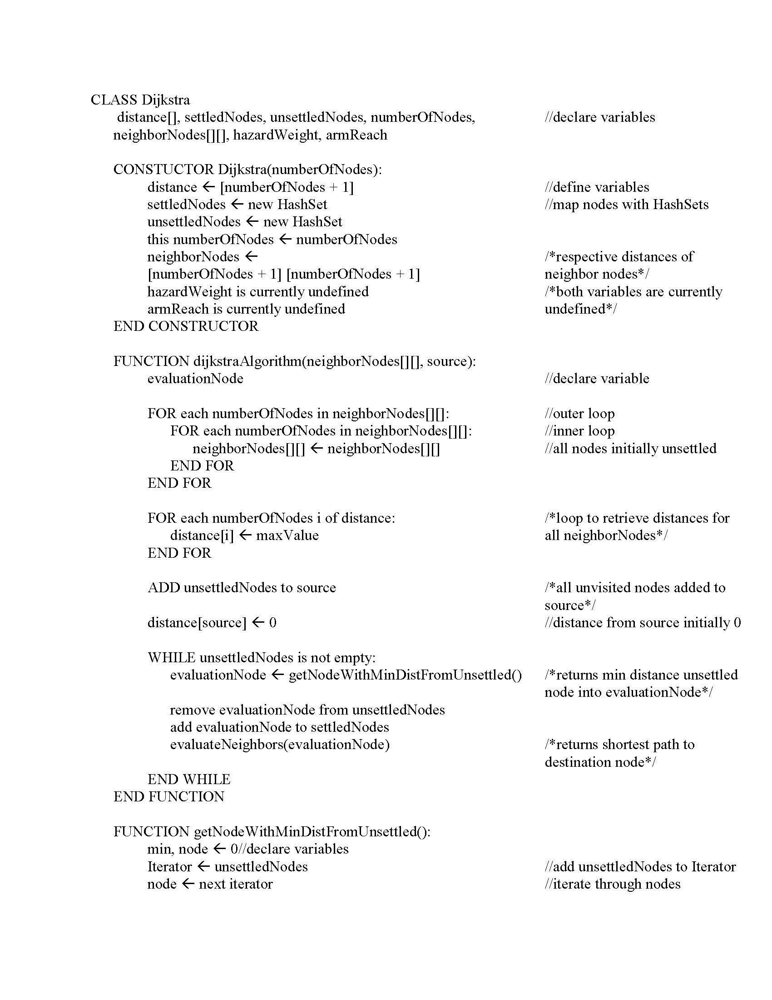 CLASS Dijkstra
distance[], settledNodes, unsettledNodes, numberOfNodes, //declare variables
neighborNodes[][], hazardWeight, armReach
CONSTUCTOR Dijkstra(numberOfNodes):
distance ← [numberOfNodes + 1] //define variables
settledNodes ← new HashSet //map nodes with HashSets
unsettledNodes ← new HashSet
this numberOfNodes ← numberOfNodes
neighborNodes ← /*respective distances of
[numberOfNodes + 1] [numberOfNodes + 1] neighbor nodes*/
hazardWeight is currently undefined /*both variables are currently
armReach is currently undefined undefined*/
END CONSTRUCTOR
FUNCTION dijkstraAlgorithm(neighborNodes[][], source):
evaluationNode //declare variable
FOR each numberOfNodes in neighborNodes[][]: //outer loop
FOR each numberOfNodes in neighborNodes[][]: //inner loop
neighborNodes[][] ← neighborNodes[][] //all nodes initially unsettled
END FOR
END FOR
FOR each numberOfNodes i of distance: /*loop to retrieve distances for
distance[i] ← maxValue all neighborNodes*/
END FOR
ADD unsettledNodes to source /*all unvisited nodes added to
source*/
distance[source] ← 0 //distance from source initially 0
WHILE unsettledNodes is not empty:
evaluationNode ← getNodeWithMinDistFromUnsettled() /*returns min distance unsettled
node into evaluationNode*/
remove evaluationNode from unsettledNodes
add evaluationNode to settledNodes
evaluateNeighbors(evaluationNode) /*returns shortest path to
destination node*/
END WHILE
END FUNCTION
FUNCTION getNodeWithMinDistFromUnsettled():
min, node ← 0//declare variables
Iterator ← unsettledNodes //add unsettledNodes to Iterator
node ← next iterator //iterate through nodes